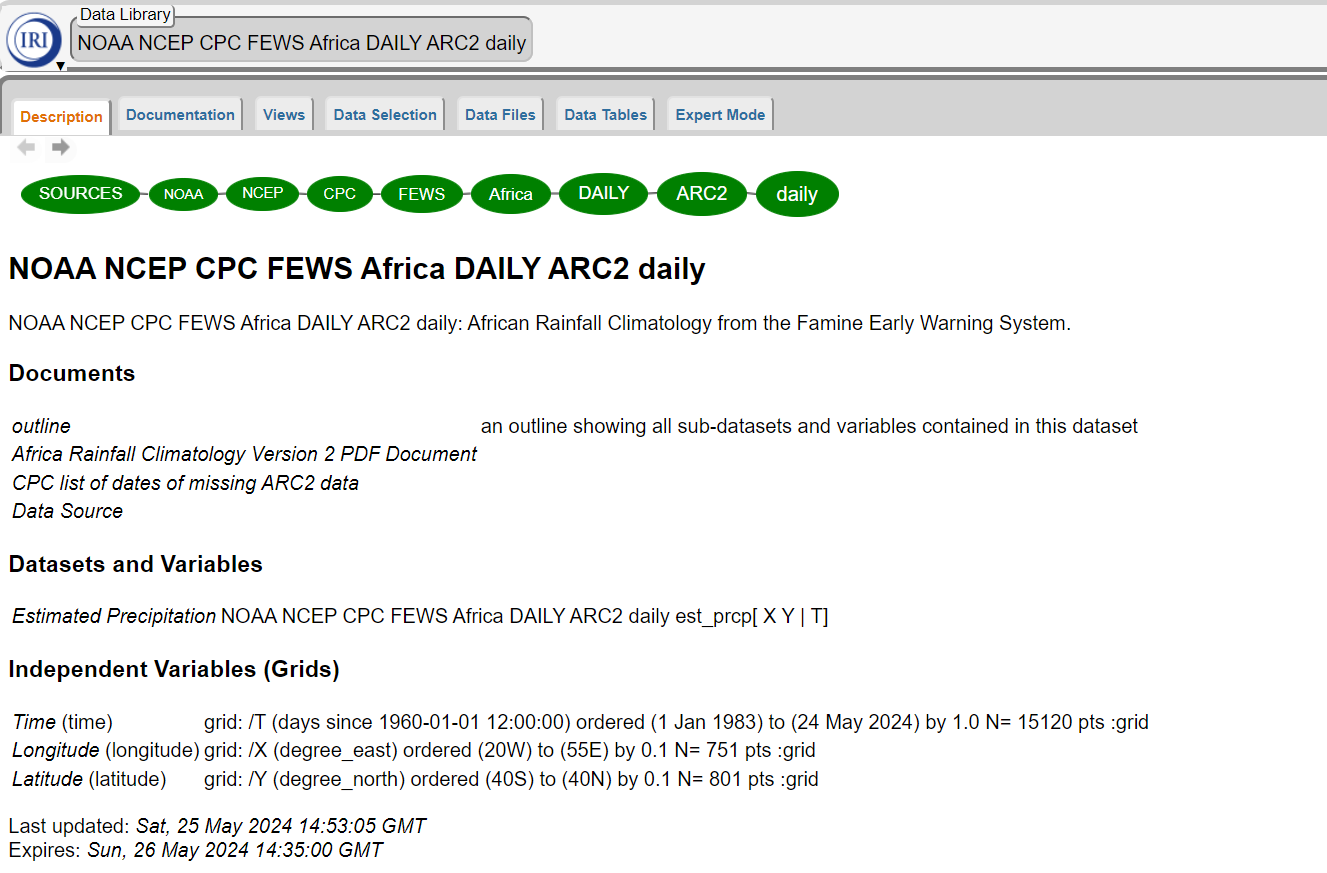 Data Library
IRI
NOAA NCEP CPC FEWS Africa DAILY ARC2 daily
Description Documentation Views Data Selection Data Files Data Tables Expert Mode
SOURCES NOAA NCEP CPC FEWS Africa DAILY ARC2 daily
NOAA NCEP CPC FEWS Africa DAILY ARC2 daily
NOAA NCEP CPC FEWS Africa DAILY ARC2 daily: African Rainfall Climatology from the Famine Early Warning System.
Documents
outline an outline showing all sub-datasets and variables contained in this dataset
Africa Rainfall Climatology Version 2 PDF Document
CPC list of dates of missing ARC2 data
Data Source
Datasets and Variables
Estimated Precipitation NOAA NCEP CPC FEWS Africa DAILY ARC2 daily est_prcp[ X Y | T]
Independent Variables (Grids)
Time (time) grid: /T (days since 1960-01-01 12:00:00) ordered (1 Jan 1983) to (24 May 2024) by 1.0 N= 15120 pts :grid
Longitude (longitude) grid: /X (degree_east) ordered (20W) to (55E) by 0.1 N= 751 pts :grid
Latitude (latitude) grid: /Y (degree_north) ordered (40S) to (40N) by 0.1 N= 801 pts :grid
Last updated: Sat, 25 May 2024 14:53:05 GMT
Expires: Sun, 26 May 2024 14:35:00 GMT